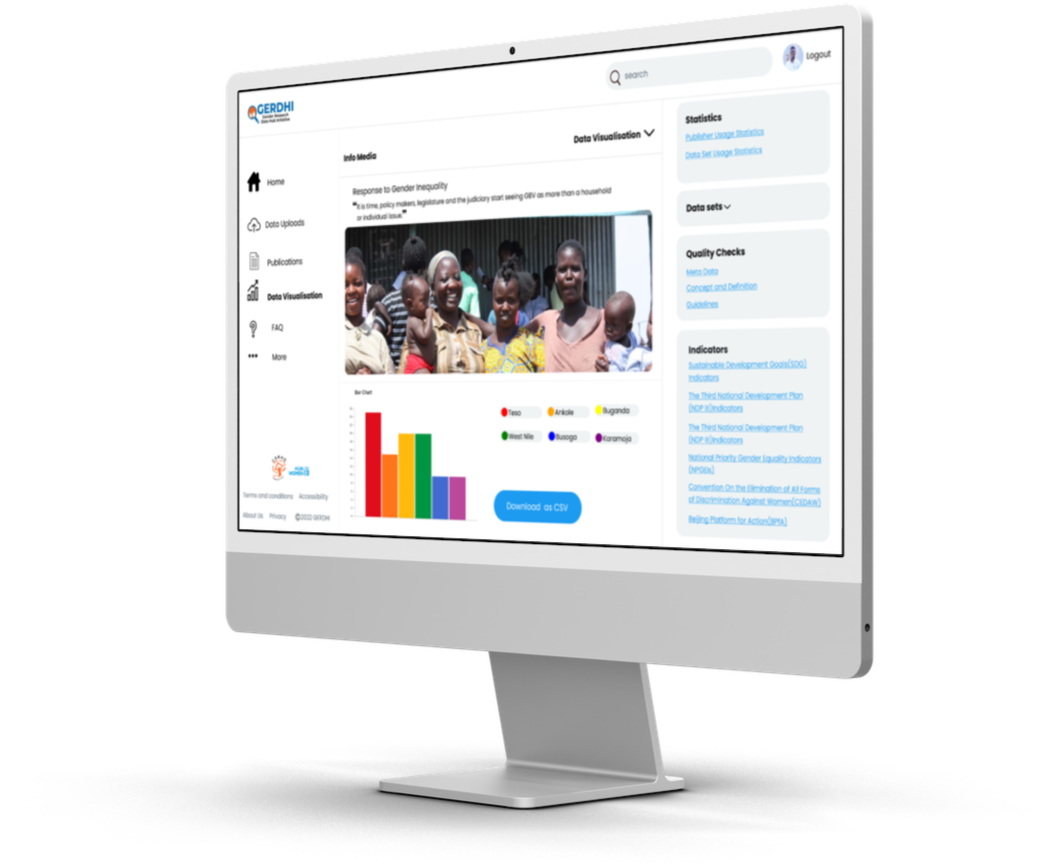 GERDHI
Gender Research
Data Hub Initiative
search
Logout
Home
Data Uploads
Publications
Data Visualisation
FAQ
More
Terms and conditions Accessibility
About Us Privacy ©2022 GERDHI
Info Media
Data Visualisation
Response to Gender Inequality
"It is time, policy makers, legislature and the judiciary start seeing GBV as more than a household
or individual issue."
Bar Chart
Teso
Ankole
Buganda
West Nile
Busoga
Karamoja
Download as CSV
Statistics
Publisher Usage Statistics
Data Set Usage Statistics
Data sets
Quality Checks
Meta Data
Concept and Definition
Guidelines
Indicators
Sustainable Development Goals(SDG)
Indicators
The Third National Development Plan
(NDP II)Indicators
The Third National Development Plan
(NDP II)Indicators
National Priority Gender Equality Indicators
(NPGEIs)
Convention On the Elimination of All Forms
of Discrimination Against Women(CEDAW)
Beijing Platform for Action(BPfA)